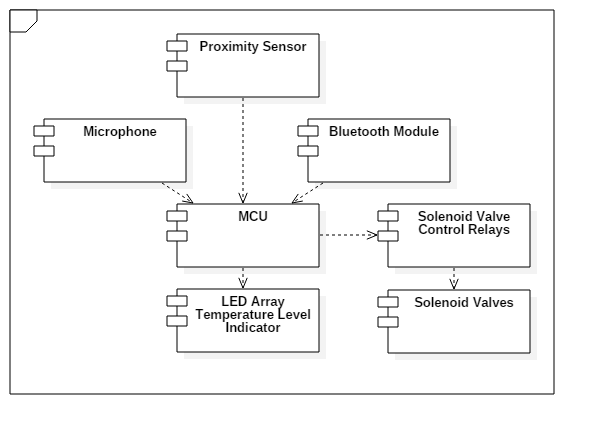 Proximity Sensor
Microphone
Bluetooth Module
MCU
Solenoid Valve
Control Relays
LED Array
Temperature Level
Indicator
Solenoid Valves